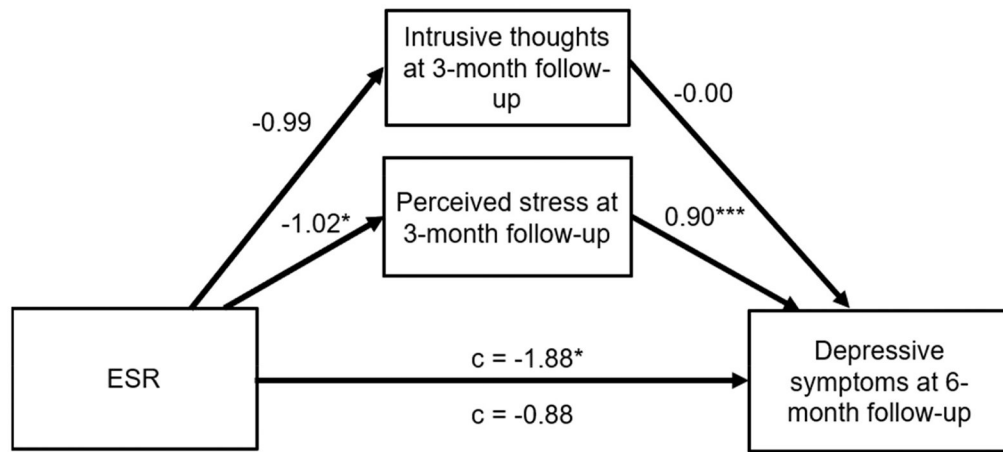 Intrusive thoughts
at 3-month follow-
up
-0.99
-0.00
Perceived stress at
3-month follow-up
-1.02*
0.90***
ESR
c = -1.88*
c = -0.88
Depressive
symptoms at 6-
month follow-up